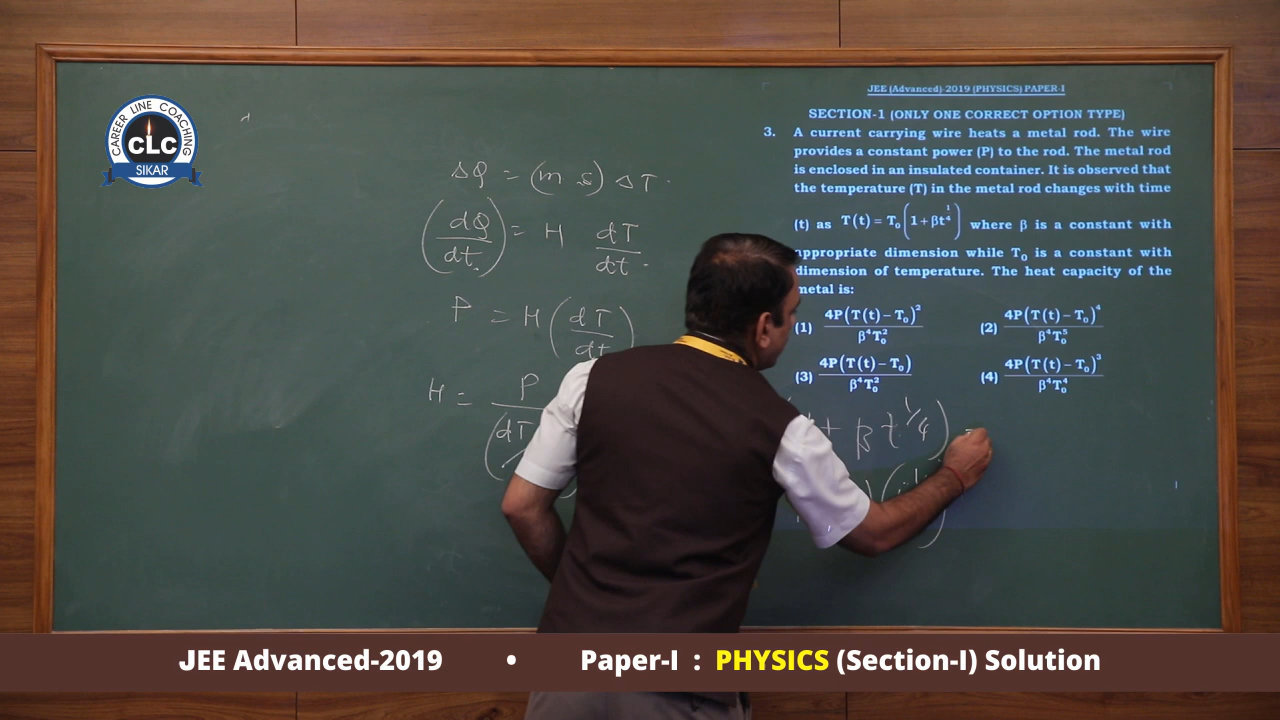 CAREER LINE COACHING
CLC
SIKAR
ΔQ = (m s) ΔT.
(dQ/dt) = H dT/dt.
P = H (dT/dt)
H = P
(dT
JEE (Advanced)-2019 (PHYSICS) PAPER-I
SECTION-1 (ONLY ONE CORRECT OPTION TYPE)
3. A current carrying wire heats a metal rod. The wire
provides a constant power (P) to the rod. The metal rod
is enclosed in an insulated container. It is observed that
the temperature (T) in the metal rod changes with time
(t) as T(t) = T₀(1+βt^(1/4)) where β is a constant with
appropriate dimension while T₀ is a constant with
dimension of temperature. The heat capacity of the
metal is:
(1) 4P(T(t)−T₀)²/β⁴T₀² (2) 4P(T(t)−T₀)⁴/β⁴T₀⁵
(3) 4P(T(t)−T₀)/β⁴T₀² (4) 4P(T(t)−T₀)³/β⁴T₀⁴
+ β t^(1/4))
JEE Advanced-2019 • Paper-I : PHYSICS (Section-I) Solution